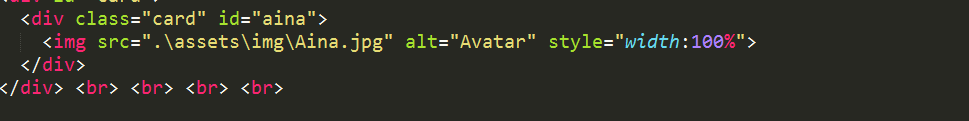 <div class="card" id="aina">
<img src=".\assets\img\Aina.jpg" alt="Avatar" style="width:100%">
</div>
</div> <br> <br> <br> <br>